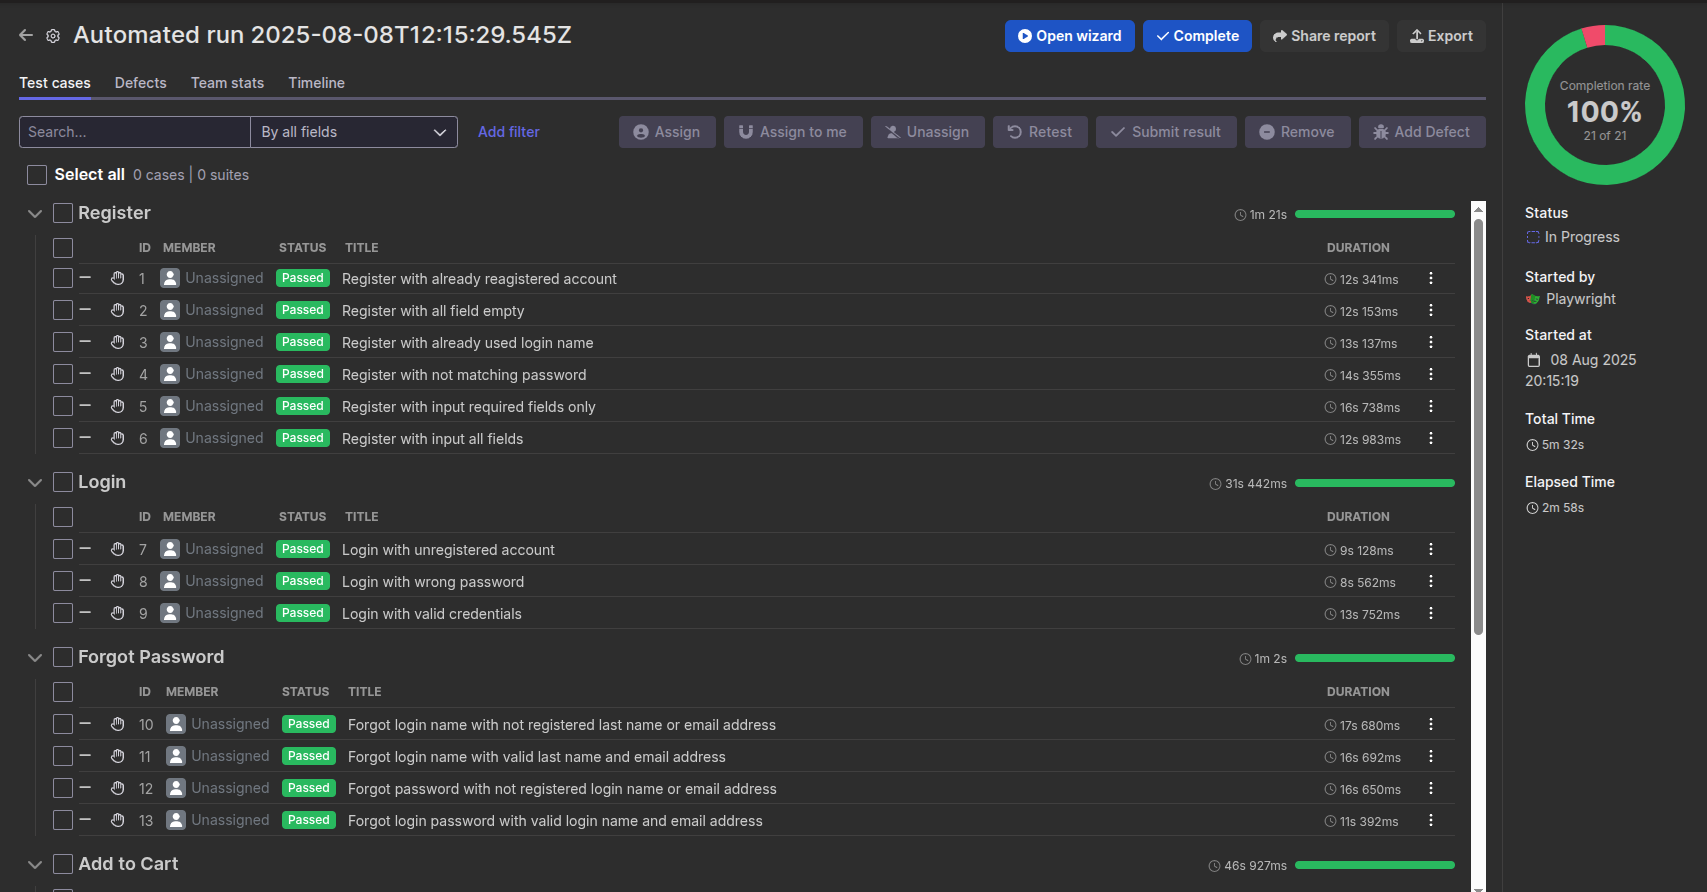 Automated run 2025-08-08T12:15:29.545Z
Open wizard
Complete
Share report
Export
Test cases Defects Team stats Timeline
Search... By all fields Add filter
Assign Assign to me Unassign Retest Submit result Remove Add Defect
Select all 0 cases | 0 suites
Register 1m 21s
ID MEMBER STATUS TITLE DURATION
1 Unassigned Passed Register with already reagistered account 12s 341ms
2 Unassigned Passed Register with all field empty 12s 153ms
3 Unassigned Passed Register with already used login name 13s 137ms
4 Unassigned Passed Register with not matching password 14s 355ms
5 Unassigned Passed Register with input required fields only 16s 738ms
6 Unassigned Passed Register with input all fields 12s 983ms
Login 31s 442ms
ID MEMBER STATUS TITLE DURATION
7 Unassigned Passed Login with unregistered account 9s 128ms
8 Unassigned Passed Login with wrong password 8s 562ms
9 Unassigned Passed Login with valid credentials 13s 752ms
Forgot Password 1m 2s
ID MEMBER STATUS TITLE DURATION
10 Unassigned Passed Forgot login name with not registered last name or email address 17s 680ms
11 Unassigned Passed Forgot login name with valid last name and email address 16s 692ms
12 Unassigned Passed Forgot password with not registered login name or email address 16s 650ms
13 Unassigned Passed Forgot login password with valid login name and email address 11s 392ms
Add to Cart 46s 927ms
Completion rate
100%
21 of 21
Status
In Progress
Started by
Playwright
Started at
08 Aug 2025
20:15:19
Total Time
5m 32s
Elapsed Time
2m 58s